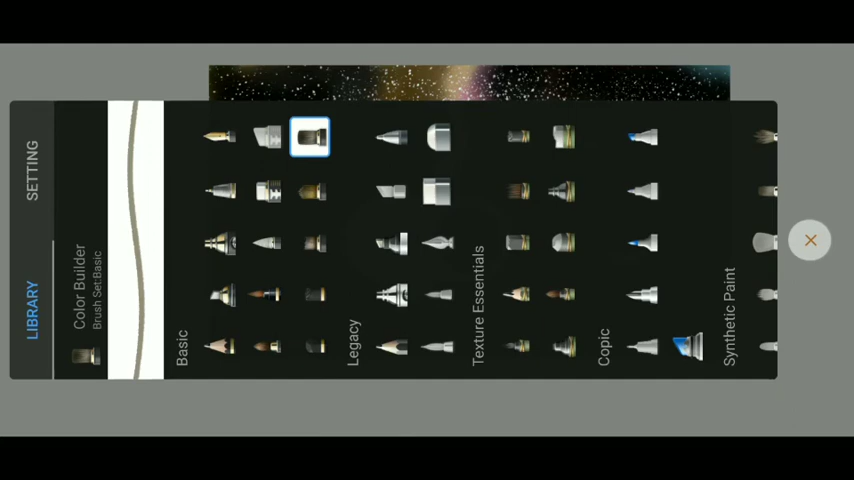 LIBRARY
SETTING
Color Builder
Brush Set:Basic
Basic
Legacy
Texture Essentials
Copic
Synthetic Paint